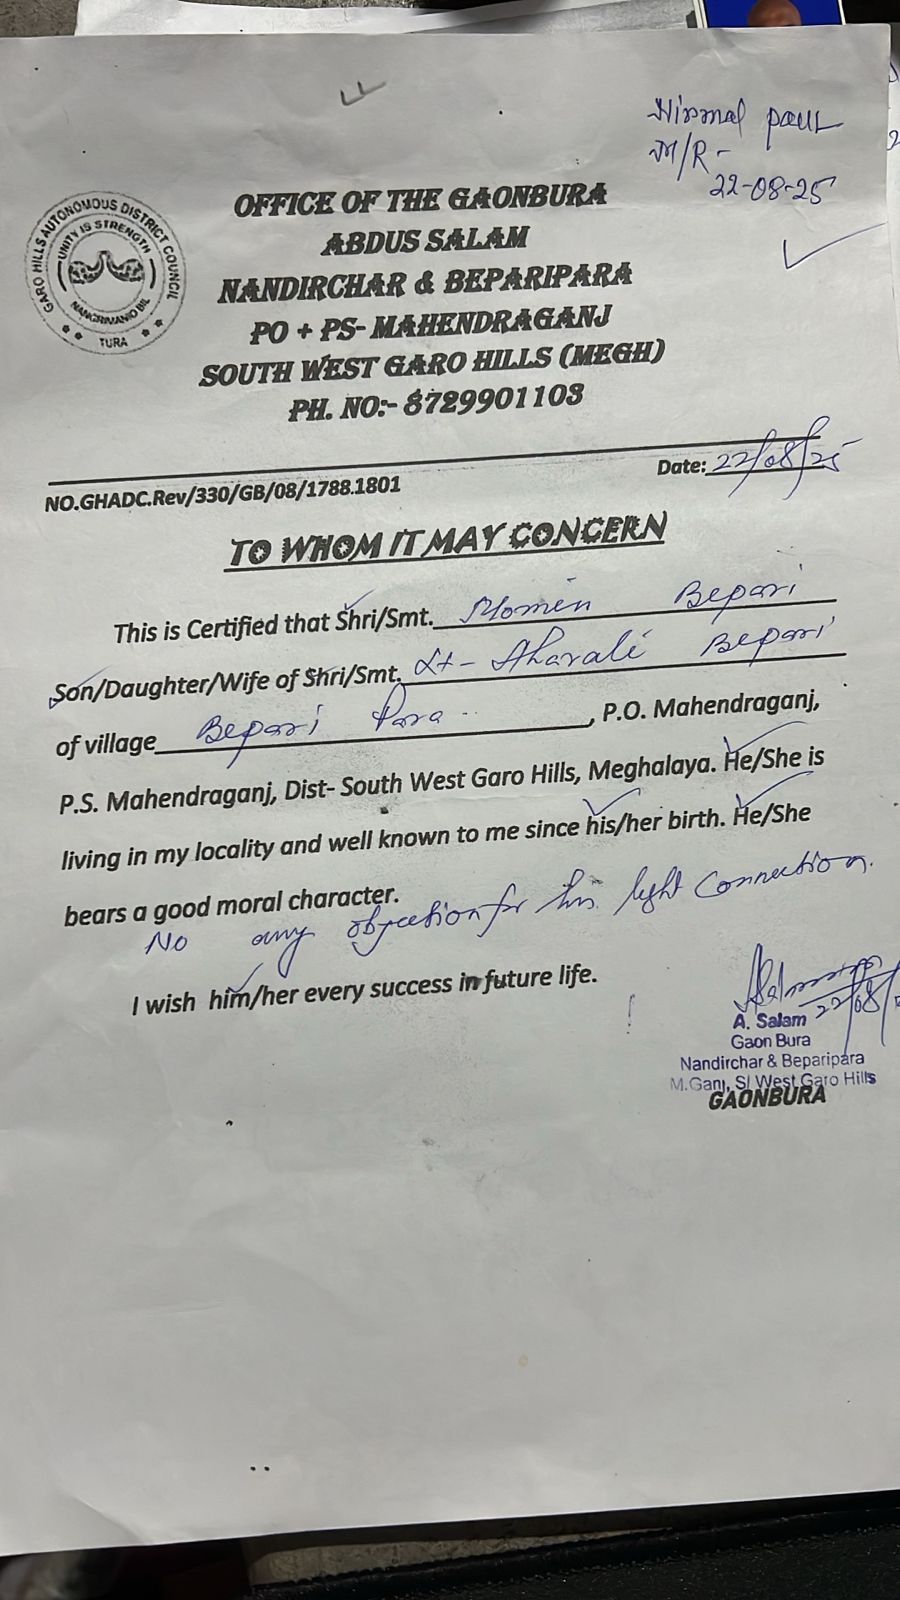 Nirmal paul
M/R-
22-08-25
GARO HILLS AUTONOMOUS DISTRICT COUNCIL
UNITY IS STRENGTH
TURA
OFFICE OF THE GAONBURA
ABDUS SALAM
NANDIRCHAR & BEPARIPARA
PO + PS- MAHENDRAGANJ
SOUTH WEST GARO HILLS (MEGH)
PH. NO:- 8729901103
Date: 22/08/25
NO.GHADC.Rev/330/GB/08/1788.1801
TO WHOM IT MAY CONCERN
This is Certified that Shri/Smt. Momin Bepari
Son/Daughter/Wife of Shri/Smt. Lt- Aharali Bepari
of village Bepari Para, P.O. Mahendraganj,
P.S. Mahendraganj, Dist- South West Garo Hills, Meghalaya. He/She is
living in my locality and well known to me since his/her birth. He/She
bears a good moral character.
No any objection for his light connection.
I wish him/her every success in future life.
22/08/
A. Salam
Gaon Bura
Nandirchar & Beparipara
M.Ganj, S/ West Garo Hills
GAONBURA